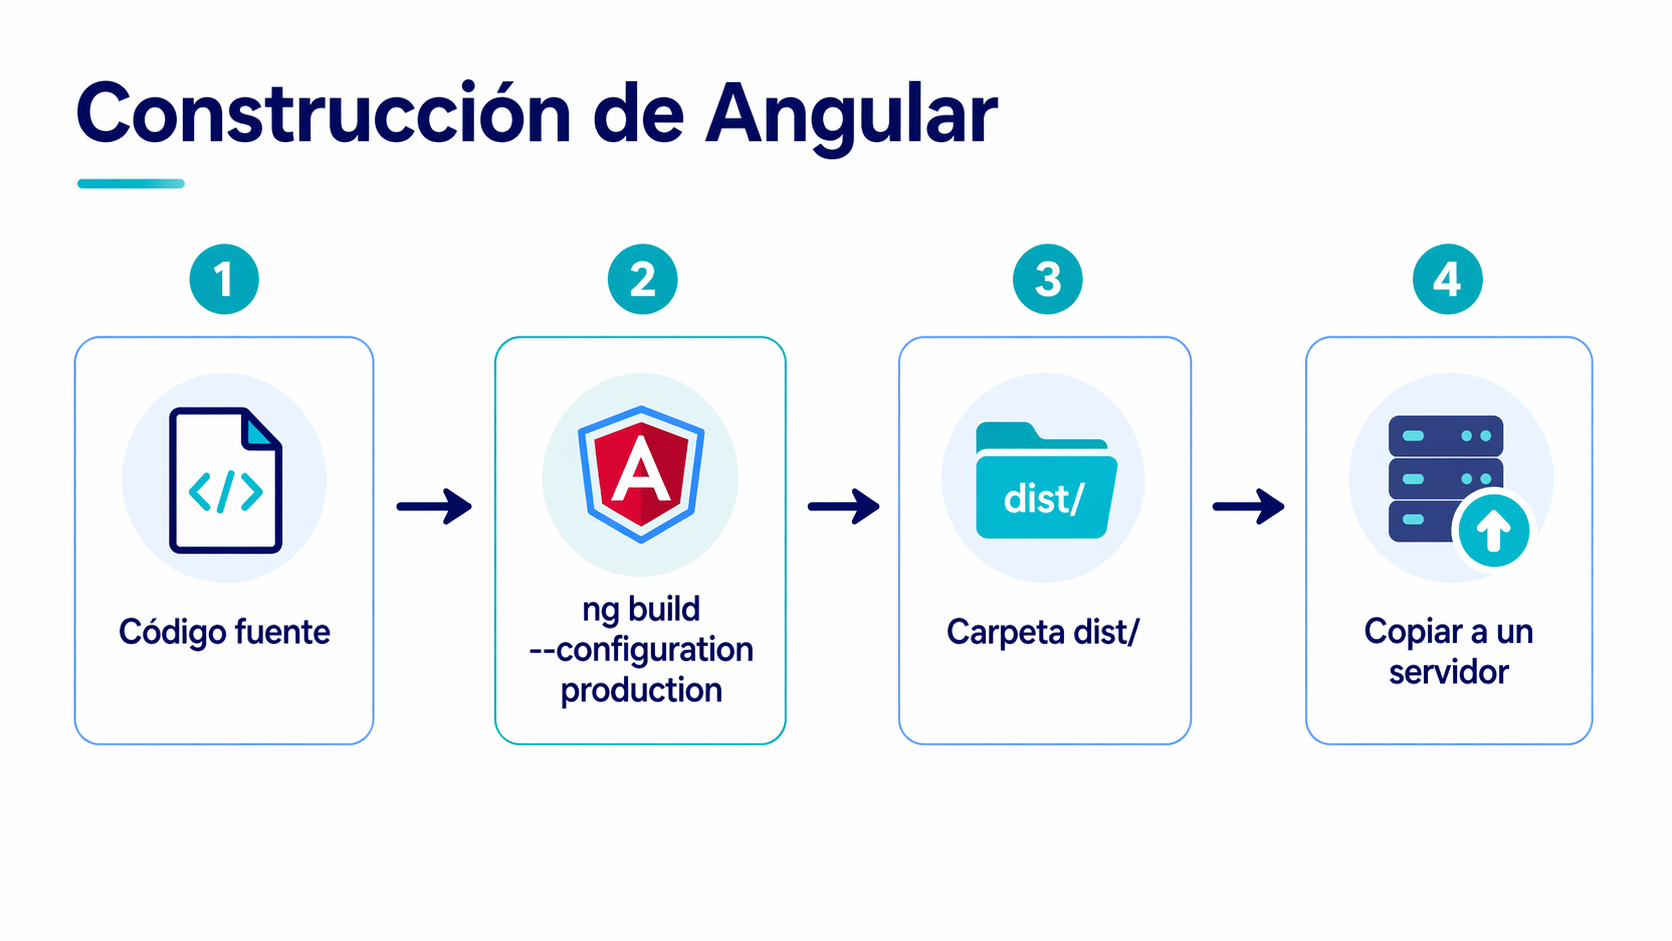 Construcción de Angular
1
2
3
4
</>
A
dist/
Código fuente
ng build
--configuration
production
Carpeta dist/
Copiar a un
servidor